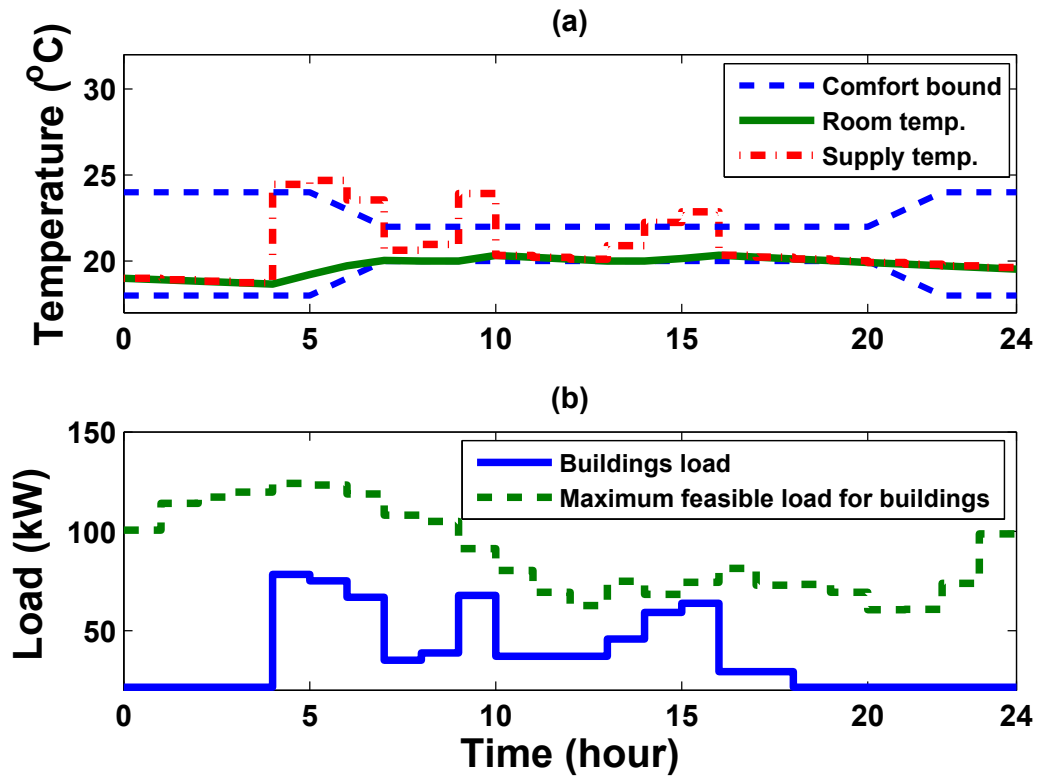 (a)
Temperature (°C)
30
25
20
Comfort bound
Room temp.
Supply temp.
0
5
10
15
20
24
(b)
Load (kW)
150
100
50
Buildings load
Maximum feasible load for buildings
0
5
10
15
20
24
Time (hour)